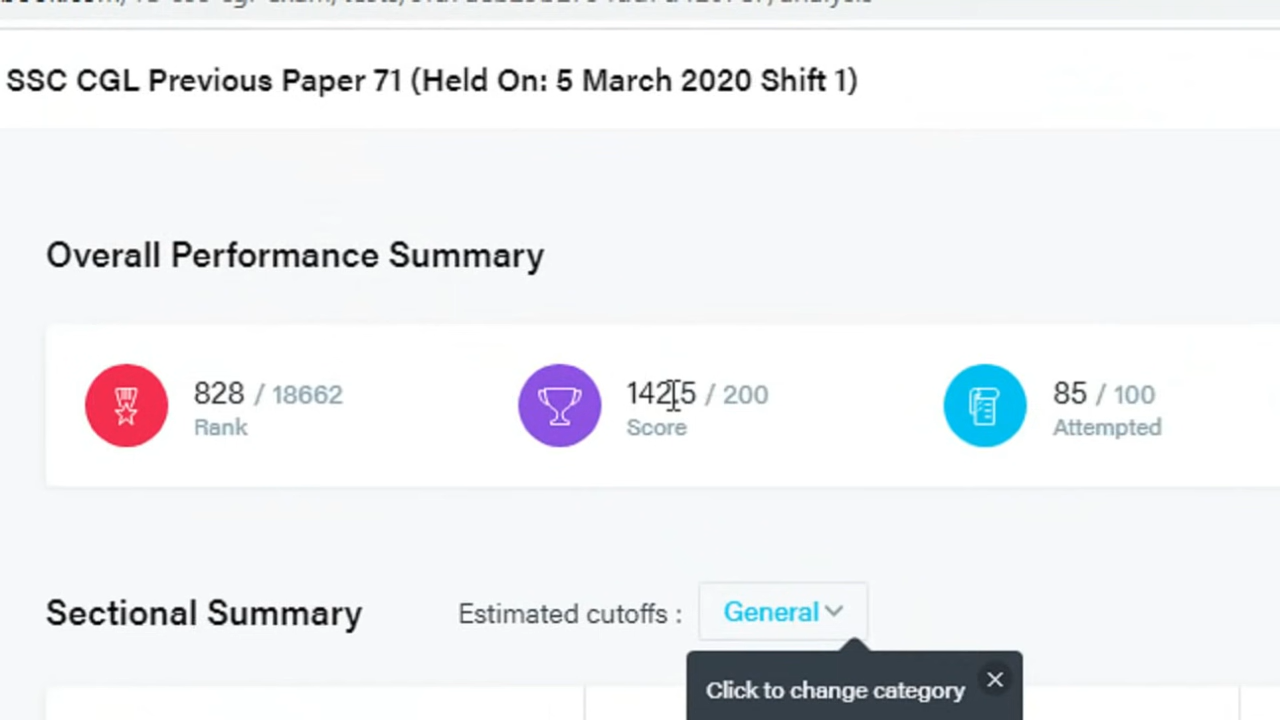 SSC CGL Previous Paper 71 (Held On: 5 March 2020 Shift 1)
Overall Performance Summary
828 / 18662
Rank
142.5 / 200
Score
85 / 100
Attempted
Sectional Summary
Estimated cutoffs :
General
Click to change category